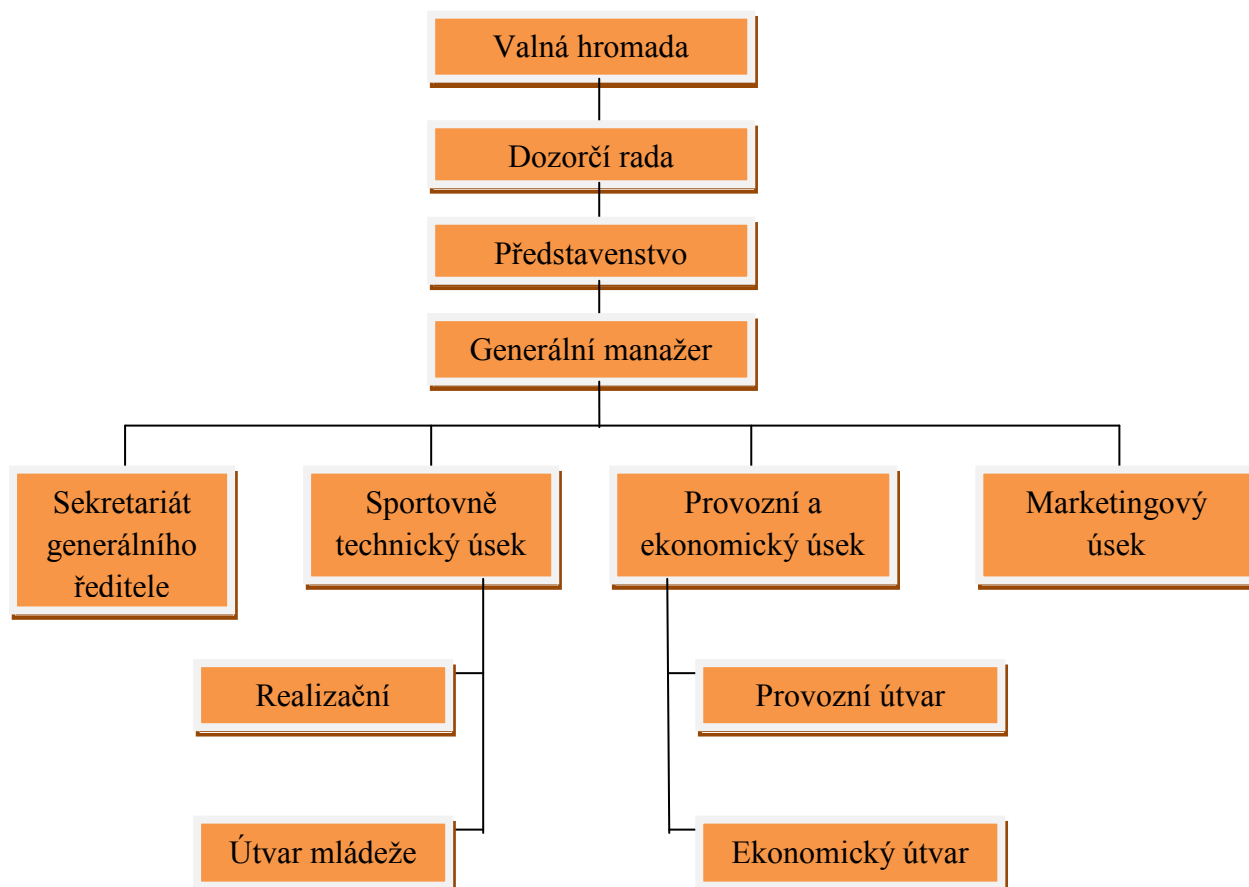 Valná hromada
Dozorčí rada
Představenstvo
Generální manažer
Sekretariát
generálního
ředitele
Sportovně
technický úsek
Provozní a
ekonomický úsek
Marketingový
úsek
Realizační
Provozní útvar
Útvar mládeže
Ekonomický útvar